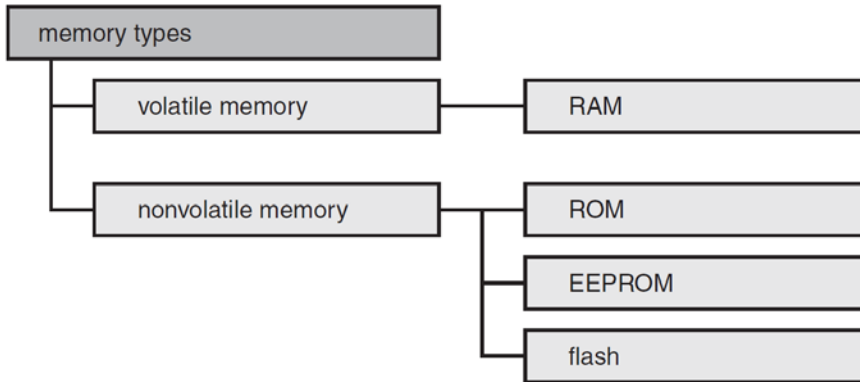 memory types
volatile memory
RAM
nonvolatile memory
ROM
EEPROM
flash